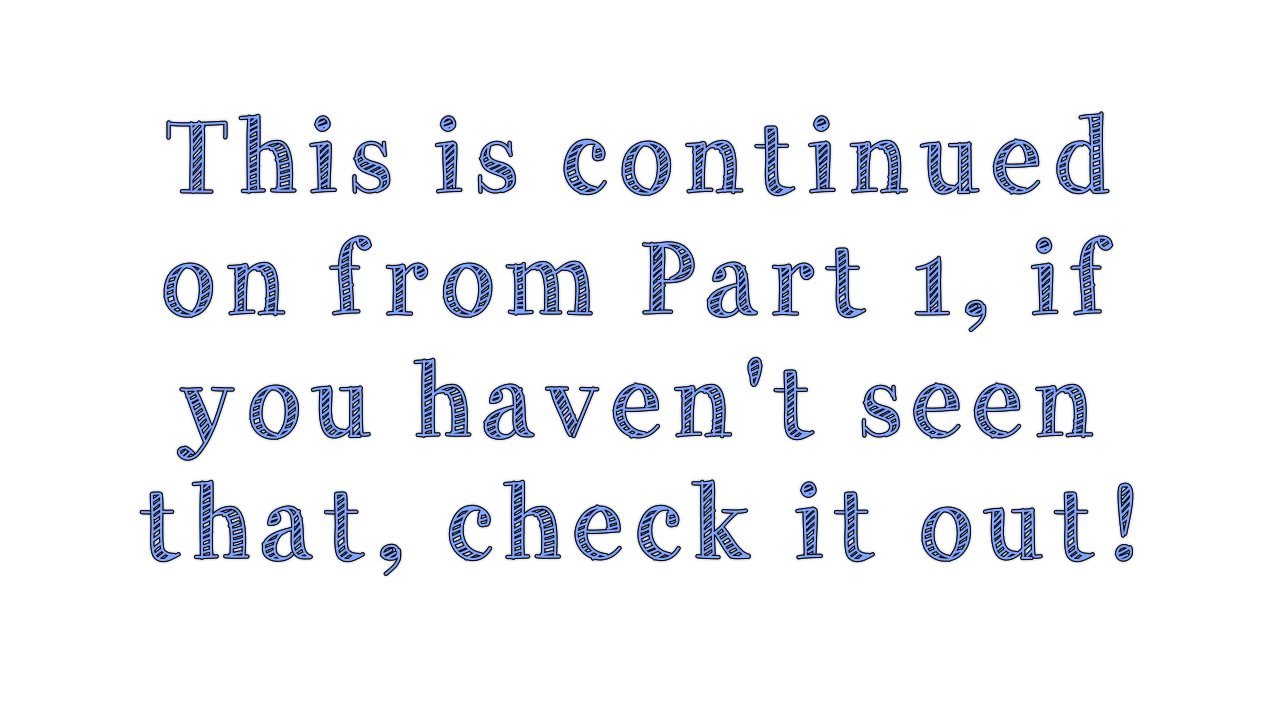 This is continued
on from Part 1, if
you haven't seen
that, check it out!